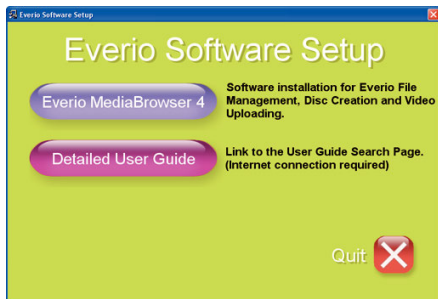 Everio Software Setup
Everio Software Setup
Everio MediaBrowser 4
Software installation for Everio File
Management, Disc Creation and Video
Uploading.
Detailed User Guide
Link to the User Guide Search Page.
(Internet connection required)
Quit